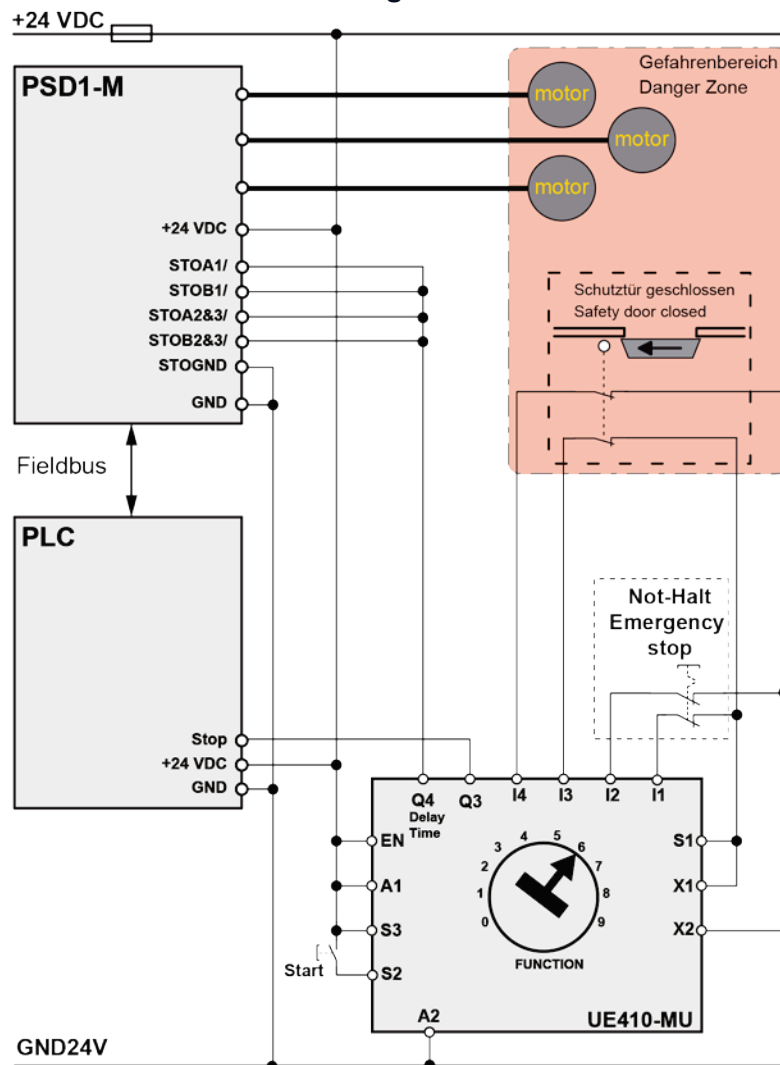 +24 VDC
PSD1-M
motor
motor
motor
Gefahrenbereich
Danger Zone
+24 VDC
STOA1/
STOB1/
STOA2&3/
STOB2&3/
STOGND
GND
Schutztür geschlossen
Safety door closed
Fieldbus
PLC
Not-Halt
Emergency
stop
Stop
+24 VDC
GND
Q4
Delay
Time
Q3
I4
I3
I2
I1
EN
A1
S3
S2
Start
0
1
2
3
4
5
6
7
8
9
FUNCTION
S1
X1
X2
A2
UE410-MU
GND24V